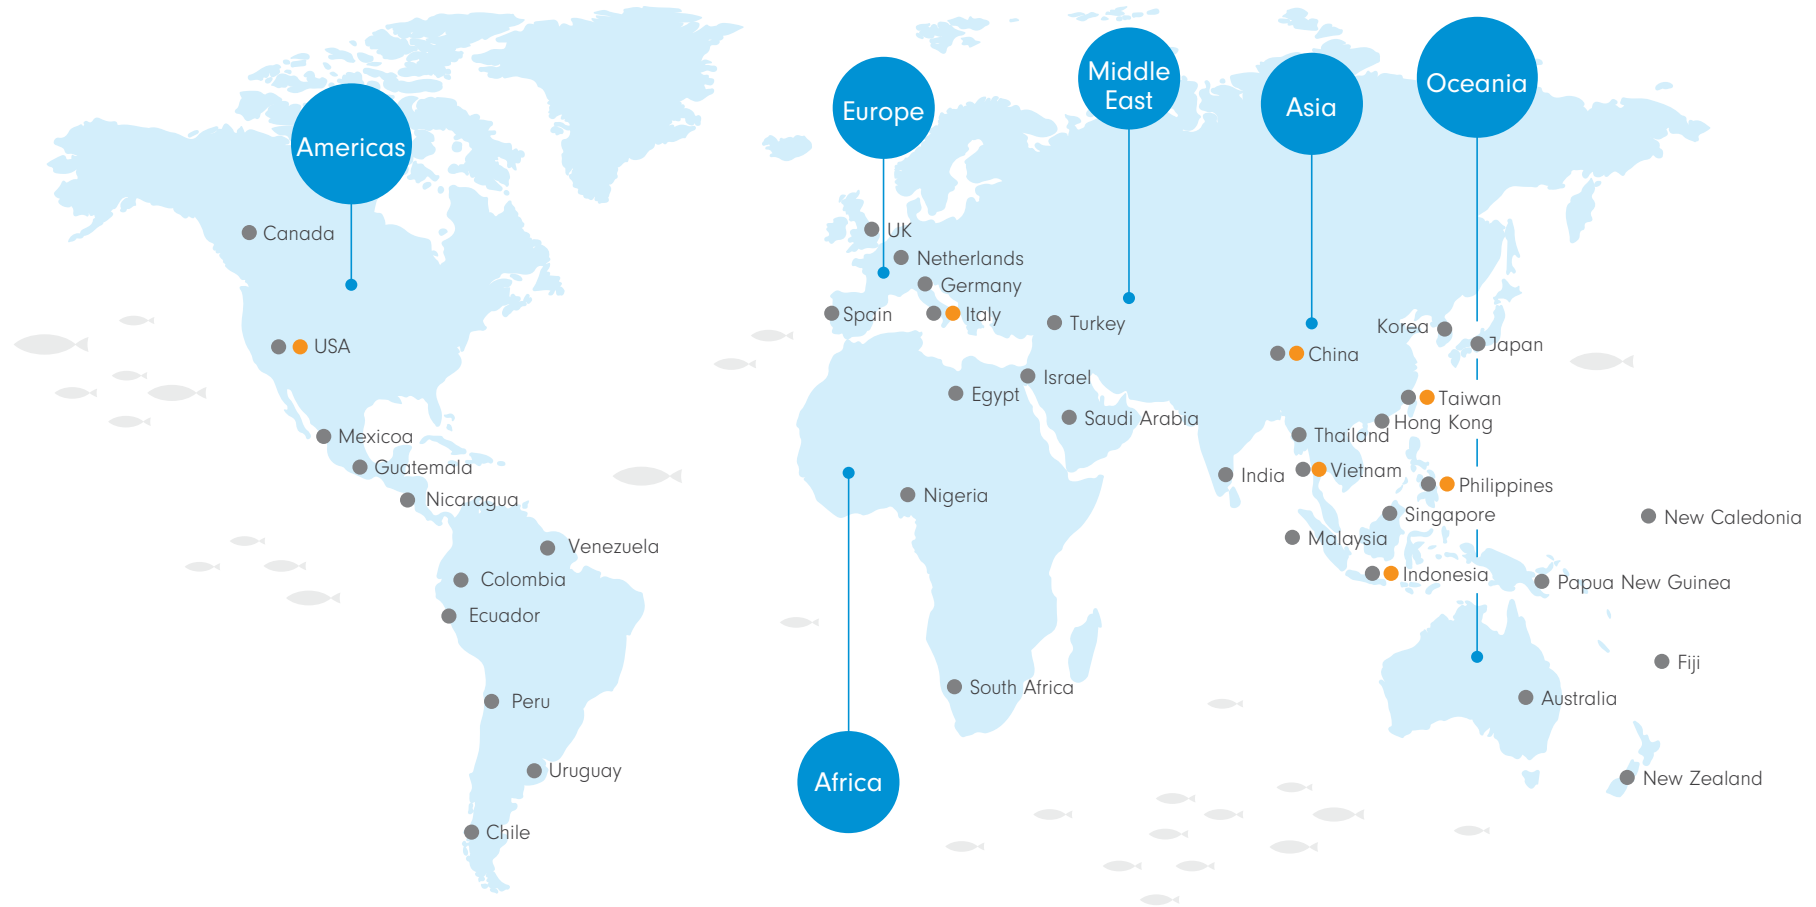 Americas
Canada
USA
Mexicoa
Guatemala
Nicaragua
Venezuela
Colombia
Ecuador
Peru
Uruguay
Chile
Europe
UK
Netherlands
Germany
Spain
Italy
Middle
East
Turkey
Israel
Saudi Arabia
Africa
Egypt
Nigeria
South Africa
Asia
Korea
Japan
China
Taiwan
Hong Kong
Thailand
India
Vietnam
Philippines
Singapore
Malaysia
Indonesia
Oceania
New Caledonia
Papua New Guinea
Fiji
Australia
New Zealand